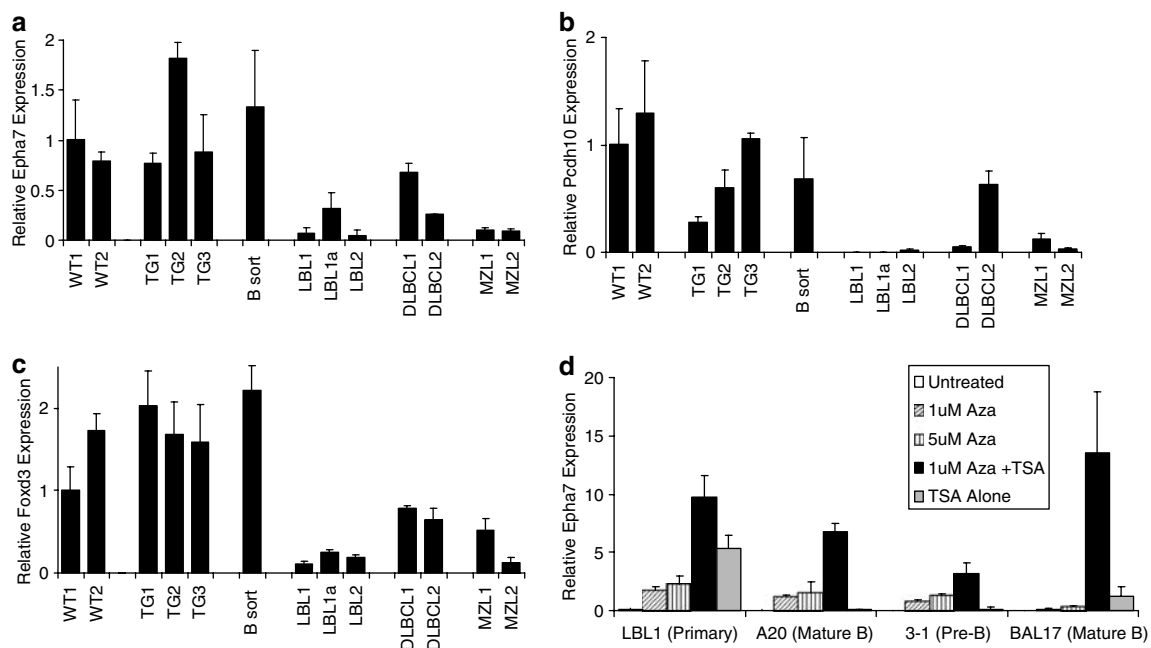 a
Relative Epha7 Expression
2
1.5
1
0.5
0
WT1
WT2
TG1
TG2
TG3
B sort
LBL1
LBL1a
LBL2
DLBCL1
DLBCL2
MZL1
MZL2
b
Relative Pcdh10 Expression
2
1
0
WT1
WT2
TG1
TG2
TG3
B sort
LBL1
LBL1a
LBL2
DLBCL1
DLBCL2
MZL1
MZL2
c
Relative Foxd3 Expression
2
1
0
WT1
WT2
TG1
TG2
TG3
B sort
LBL1
LBL1a
LBL2
DLBCL1
DLBCL2
MZL1
MZL2
d
Relative Epha7 Expression
20
15
10
5
0
Untreated
1uM Aza
5uM Aza
1uM Aza +TSA
TSA Alone
LBL1 (Primary) A20 (Mature B) 3-1 (Pre-B) BAL17 (Mature B)